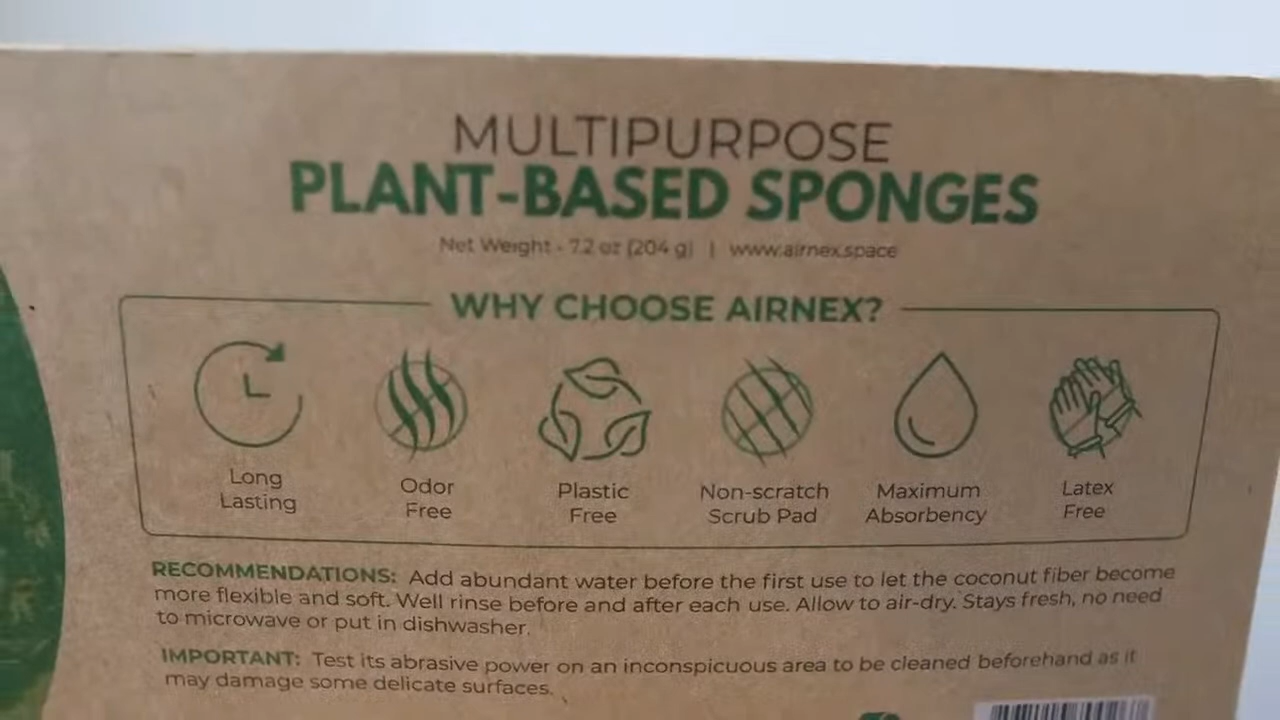 MULTIPURPOSE
PLANT-BASED SPONGES
Net Weight - 7.2 oz (204 g) | www.airnex.space
WHY CHOOSE AIRNEX?
Long
Lasting
Odor
Free
Plastic
Free
Non-scratch
Scrub Pad
Maximum
Absorbency
Latex
Free
RECOMMENDATIONS: Add abundant water before the first use to let the coconut fiber become
more flexible and soft. Well rinse before and after each use. Allow to air-dry. Stays fresh, no need
to microwave or put in dishwasher.
IMPORTANT: Test its abrasive power on an inconspicuous area to be cleaned beforehand as it
may damage some delicate surfaces.